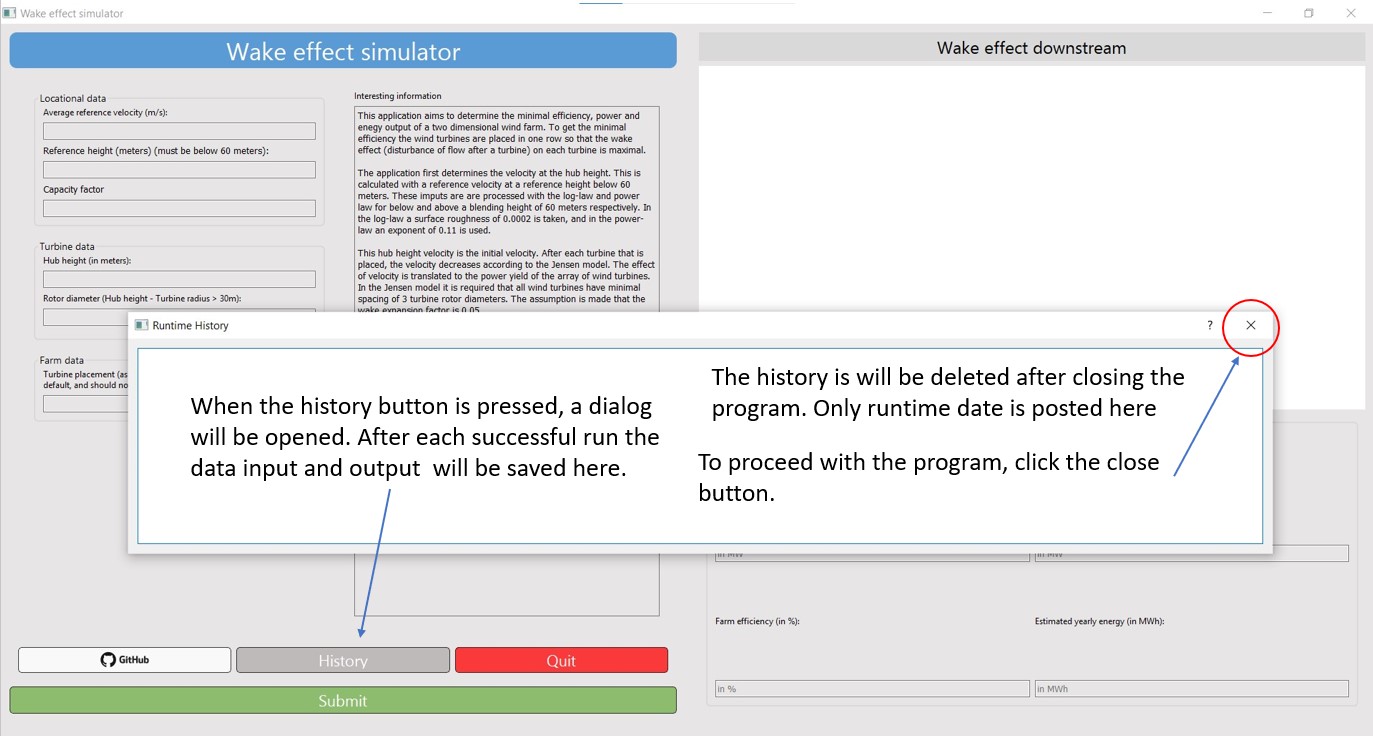 Wake effect simulator
Wake effect simulator
Locational data
Average reference velocity (m/s):
Reference height (meters) (must be below 60 meters):
Capacity factor
Turbine data
Hub height (in meters):
Rotor diameter (Hub height - Turbine radius > 30m):
Farm data
Turbine placement (as
default, and should no
Interesting information
This application aims to determine the minimal efficiency, power and
enegy output of a two dimensional wind farm. To get the minimal
efficiency the wind turbines are placed in one row so that the wake
effect (disturbance of flow after a turbine) on each turbine is maximal.
The application first determines the velocity at the hub height. This is
calculated with a reference velocity at a reference height below 60
meters. These imputs are are processed with the log-law and power
law for below and above a blending height of 60 meters respectively. In
the log-law a surface roughness of 0.0002 is taken, and in the power-
law an exponent of 0.11 is used.
This hub height velocity is the initial velocity. After each turbine that is
placed, the velocity decreases according to the Jensen model. The effect
of velocity is translated to the power yield of the array of wind turbines.
In the Jensen model it is required that all wind turbines have minimal
spacing of 3 turbine rotor diameters. The assumption is made that the
wake expansion factor is 0.05
Wake effect downstream
Runtime History
?
When the history button is pressed, a dialog
will be opened. After each successful run the
data input and output will be saved here.
The history is will be deleted after closing the
program. Only runtime date is posted here
To proceed with the program, click the close
button.
in MW
in MW
Farm efficiency (in %):
Estimated yearly energy (in MWh):
in %
in MWh
GitHub
History
Quit
Submit